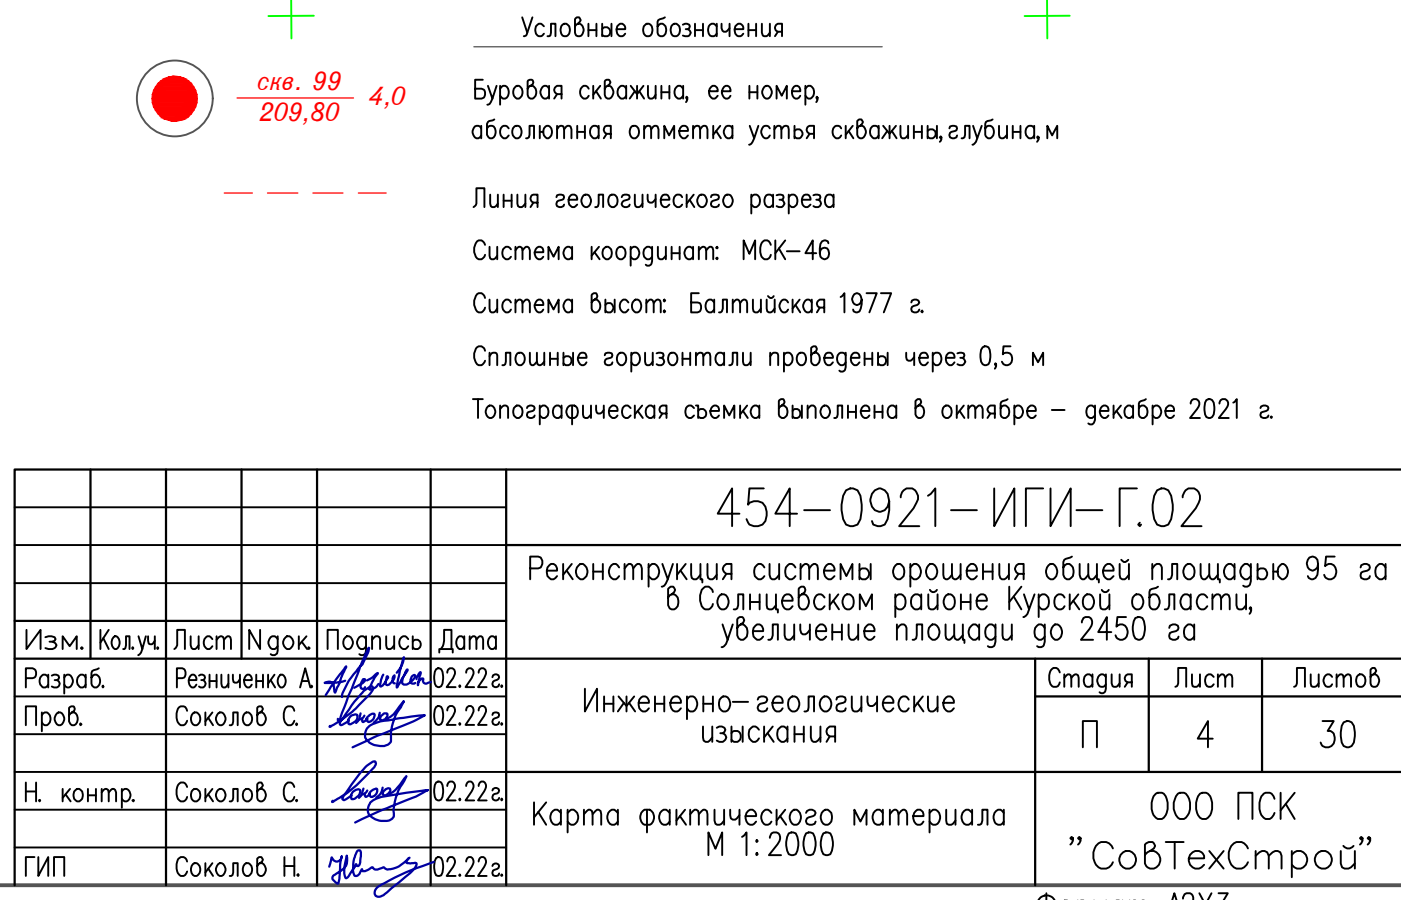 Условные обозначения
скв. 99
209,80
4,0
Буровая скважина, ее номер,
абсолютная отметка устья скважины, глубина, м
Линия геологического разреза
Система координат: МСК-46
Система высот: Балтийская 1977 г.
Сплошные горизонтали проведены через 0,5 м
Топографическая съемка выполнена в октябре - декабре 2021 г.
454-0921-ИГИ-Г.02
Реконструкция системы орошения общей площадью 95 га
в Солнцевском районе Курской области,
увеличение площади до 2450 га
Изм. Кол.уч. Лист N док. Подпись Дата
Разраб. Резниченко А. 02.22г.
Пров. Соколов С. 02.22г.
Н. контр. Соколов С. 02.22г.
ГИП Соколов Н. 02.22г.
Инженерно-геологические
изыскания
Стадия Лист Листов
П 4 30
Карта фактического материала
М 1:2000
ООО ПСК
"СовТехСтрой"